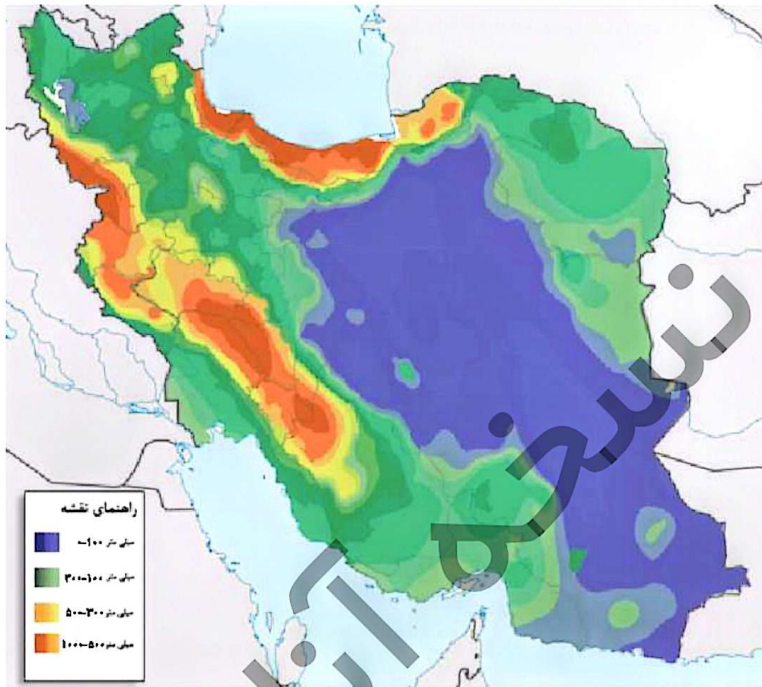 راهنمای نقشه
۰-۱۰۰ میلی متر
۱۰۰-۳۰۰ میلی متر
۳۰۰-۵۰۰ میلی متر
۵۰۰-۱۰۰۰ میلی متر
نسخه آزما